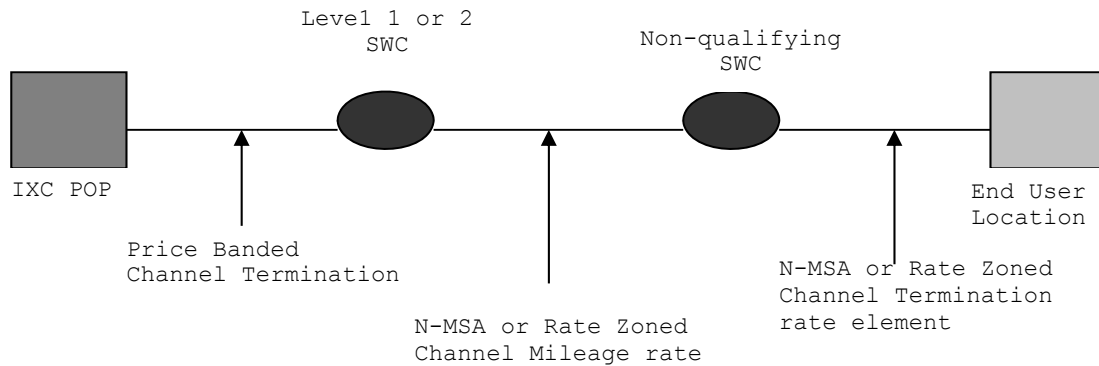 Level 1 or 2
SWC
Non-qualifying
SWC
IXC POP
End User
Location
Price Banded
Channel Termination
N-MSA or Rate Zoned
Channel Termination
rate element
N-MSA or Rate Zoned
Channel Mileage rate